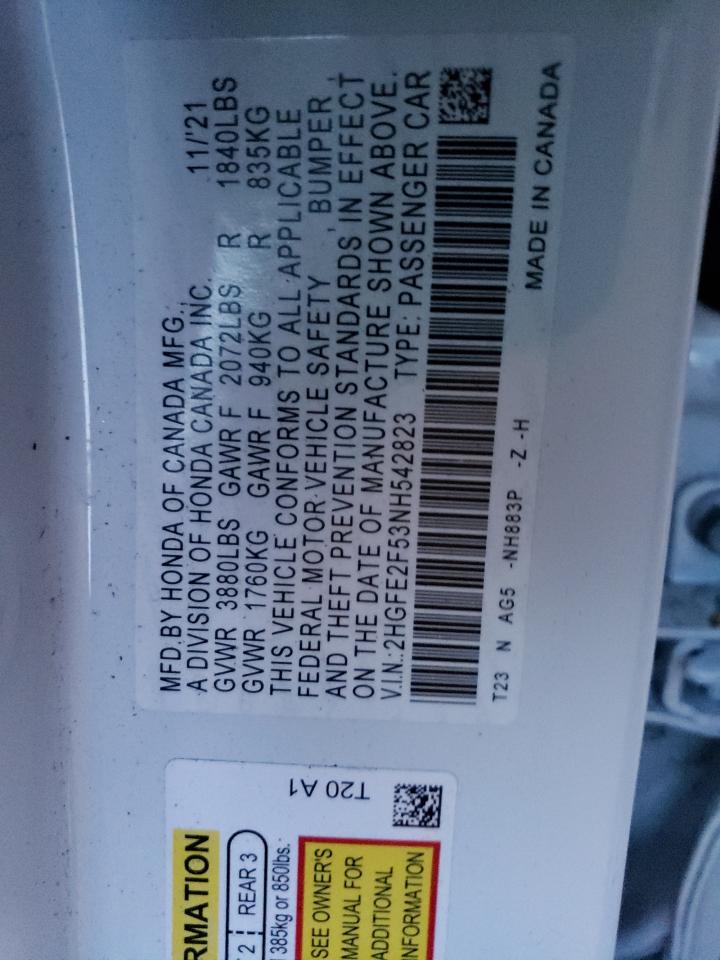 MFD.BY HONDA OF CANADA MFG., 11/'21
A DIVISION OF HONDA CANADA INC.
GVWR 3880LBS GAWR F 2072LBS R 1840LBS
GVWR 1760KG GAWR F 940KG R 835KG
THIS VEHICLE CONFORMS TO ALL APPLICABLE
FEDERAL MOTOR VEHICLE SAFETY , BUMPER ,
AND THEFT PREVENTION STANDARDS IN EFFECT
ON THE DATE OF MANUFACTURE SHOWN ABOVE.
V.I.N.:2HGFE2F53NH542823 TYPE: PASSENGER CAR
T23 N AG5 -NH883P -Z -H
MADE IN CANADA
T20 A1
RMATION
2 REAR 3
385kg or 850lbs.
SEE OWNER'S
MANUAL FOR
ADDITIONAL
INFORMATION